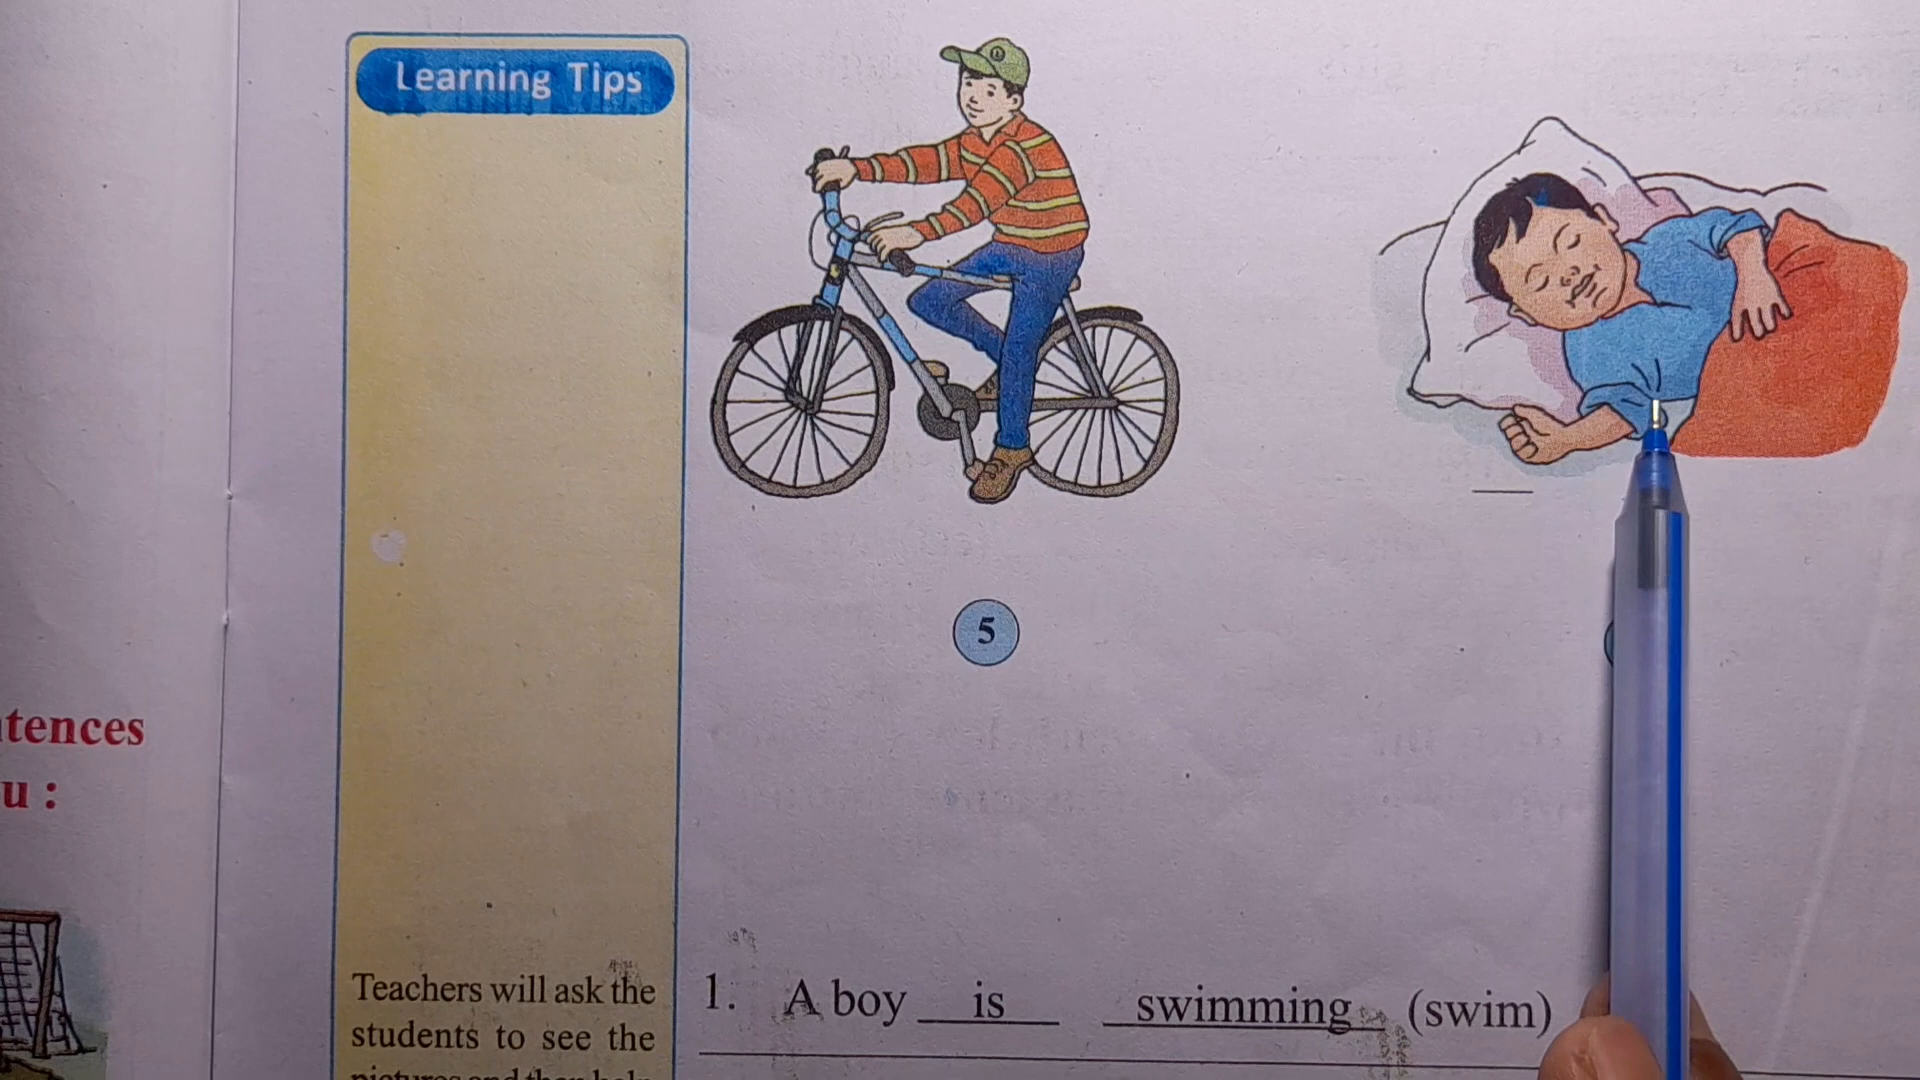 Learning Tips
5
tences
u :
Teachers will ask the
students to see the
1. A boy is swimming (swim)